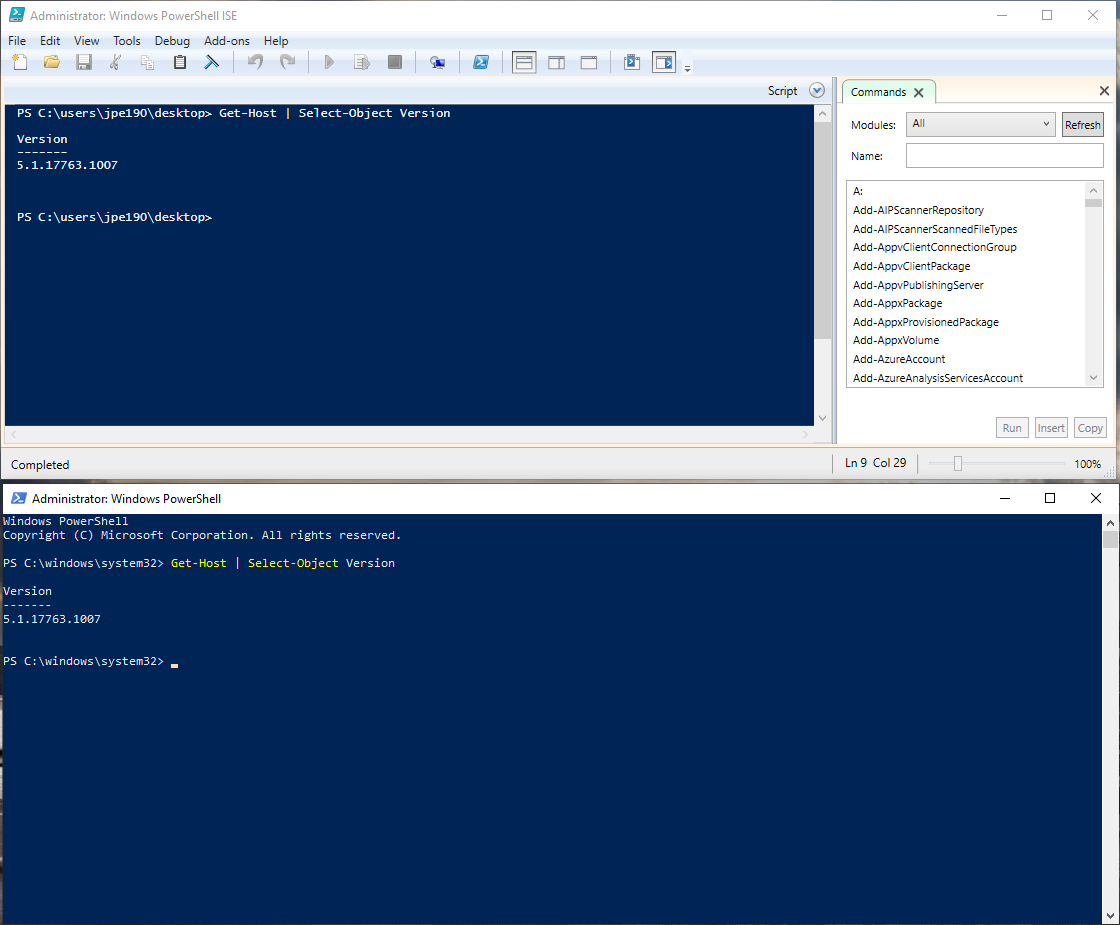 Administrator: Windows PowerShell ISE
File Edit View Tools Debug Add-ons Help
Script
PS C:\users\jpe190\desktop> Get-Host | Select-Object Version
Version
-------
5.1.17763.1007
PS C:\users\jpe190\desktop>
Commands
Modules: All Refresh
Name:
A:
Add-AIPScannerRepository
Add-AIPScannerScannedFileTypes
Add-AppvClientConnectionGroup
Add-AppvClientPackage
Add-AppvPublishingServer
Add-AppxPackage
Add-AppxProvisionedPackage
Add-AppxVolume
Add-AzureAccount
Add-AzureAnalysisServicesAccount
Run Insert Copy
Completed
Ln 9 Col 29
100%
Administrator: Windows PowerShell
Windows PowerShell
Copyright (C) Microsoft Corporation. All rights reserved.
PS C:\windows\system32> Get-Host | Select-Object Version
Version
-------
5.1.17763.1007
PS C:\windows\system32>